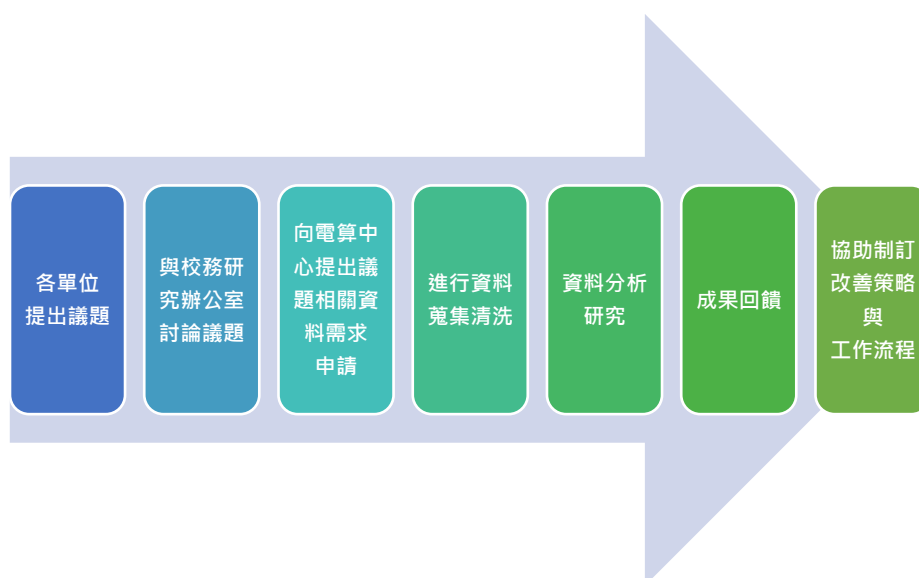 各單位
提出議題
與校務研
究辦公室
討論議題
向電算中
心提出議
題相關資
料需求
申請
進行資料
蒐集清洗
資料分析
研究
成果回饋
協助制訂
改善策略
與
工作流程